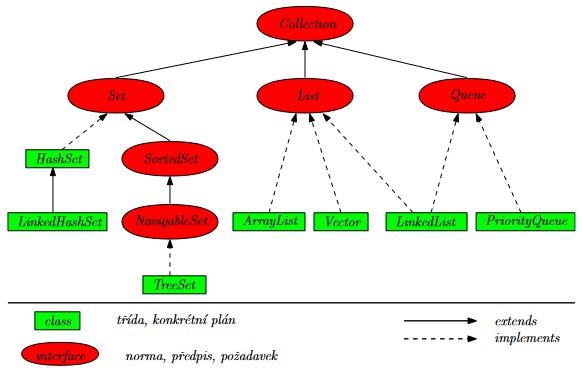 Collection
Set List Queue
HashSet SortedSet
LinkedHashSet NavigableSet ArrayList Vector LinkedList PriorityQueue
TreeSet
class třída, konkrétní plán extends
implements
interface norma, předpis, požadavek